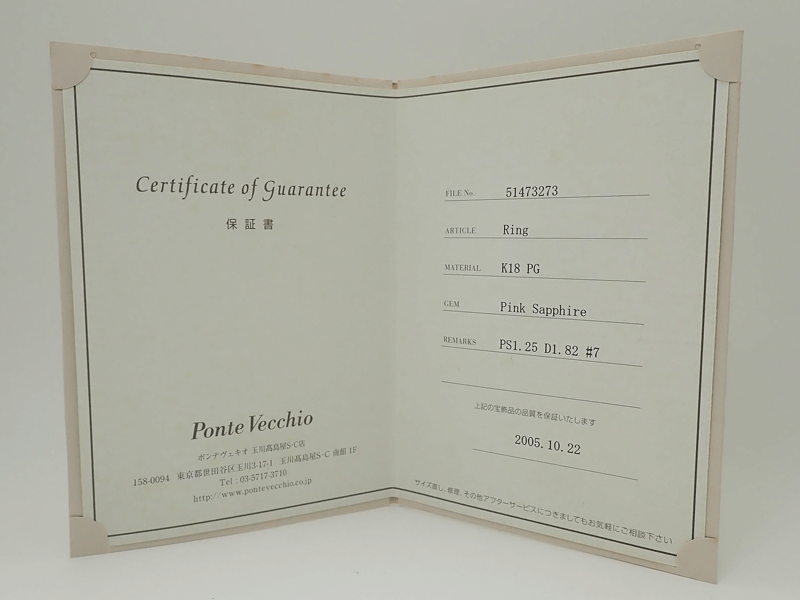 Certificate of Guarantee
保証書
Ponte Vecchio
ポンテヴェキオ 玉川髙島屋S・C店
158-0094 東京都世田谷区玉川3-17-1 玉川髙島屋S・C 南館 1F
Tel : 03-5717-3710
http://www.pontevecchio.co.jp
FILE No. 51473273
ARTICLE Ring
MATERIAL K18 PG
GEM Pink Sapphire
REMARKS PS1.25 D1.82 #7
上記の宝飾品の品質を保証いたします
2005.10.22
サイズ直し、修理、その他アフターサービスにつきましてもお気軽にご相談下さい